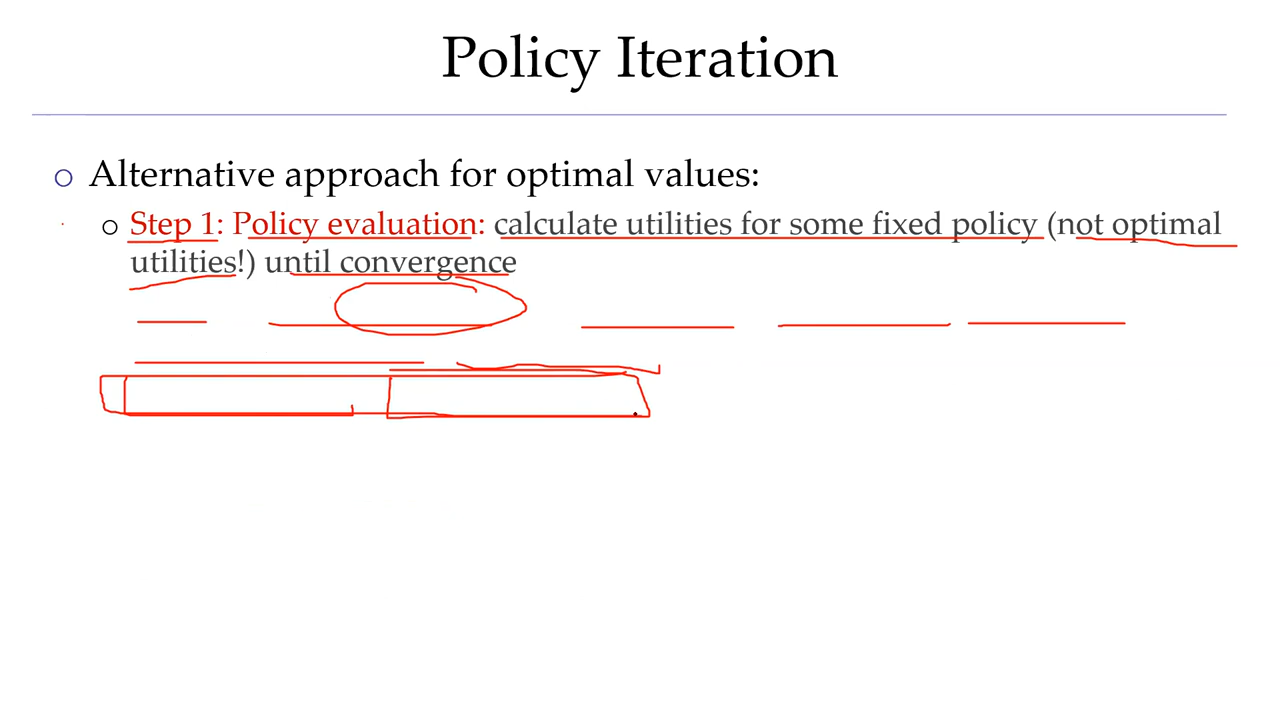 Policy Iteration
○ Alternative approach for optimal values:
○ Step 1: Policy evaluation: calculate utilities for some fixed policy (not optimal
utilities!) until convergence